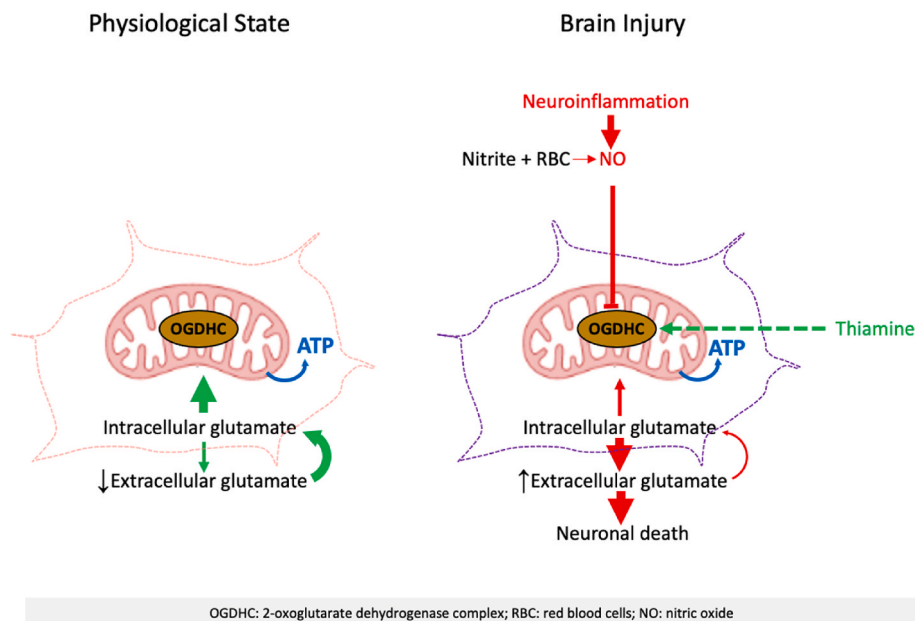 Physiological State
Brain Injury
Neuroinflammation
Nitrite + RBC → NO
OGDHC
ATP
Intracellular glutamate
↓Extracellular glutamate
OGDHC
Thiamine
ATP
Intracellular glutamate
↑Extracellular glutamate
Neuronal death
OGDHC: 2-oxoglutarate dehydrogenase complex; RBC: red blood cells; NO: nitric oxide